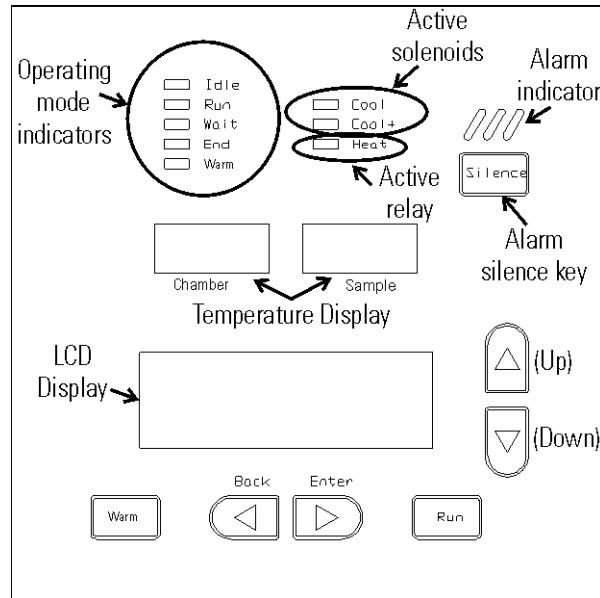 Operating
mode
indicators
Idle
Run
Wait
End
Warm
Active
solenoids
Cool
Cool+
Heat
Active
relay
Alarm
indicator
Silence
Alarm
silence key
Chamber
Sample
Temperature Display
LCD
Display
(Up)
(Down)
Back
Enter
Warm
Run